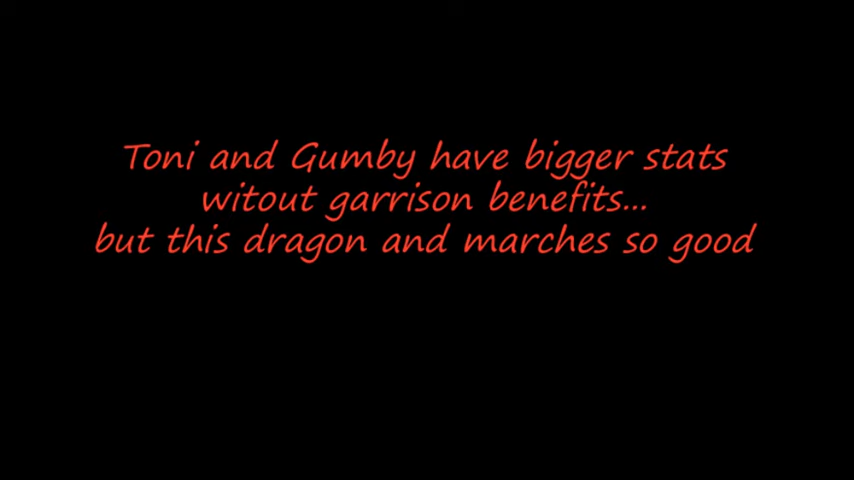 Toni and Gumby have bigger stats
witout garrison benefits...
but this dragon and marches so good